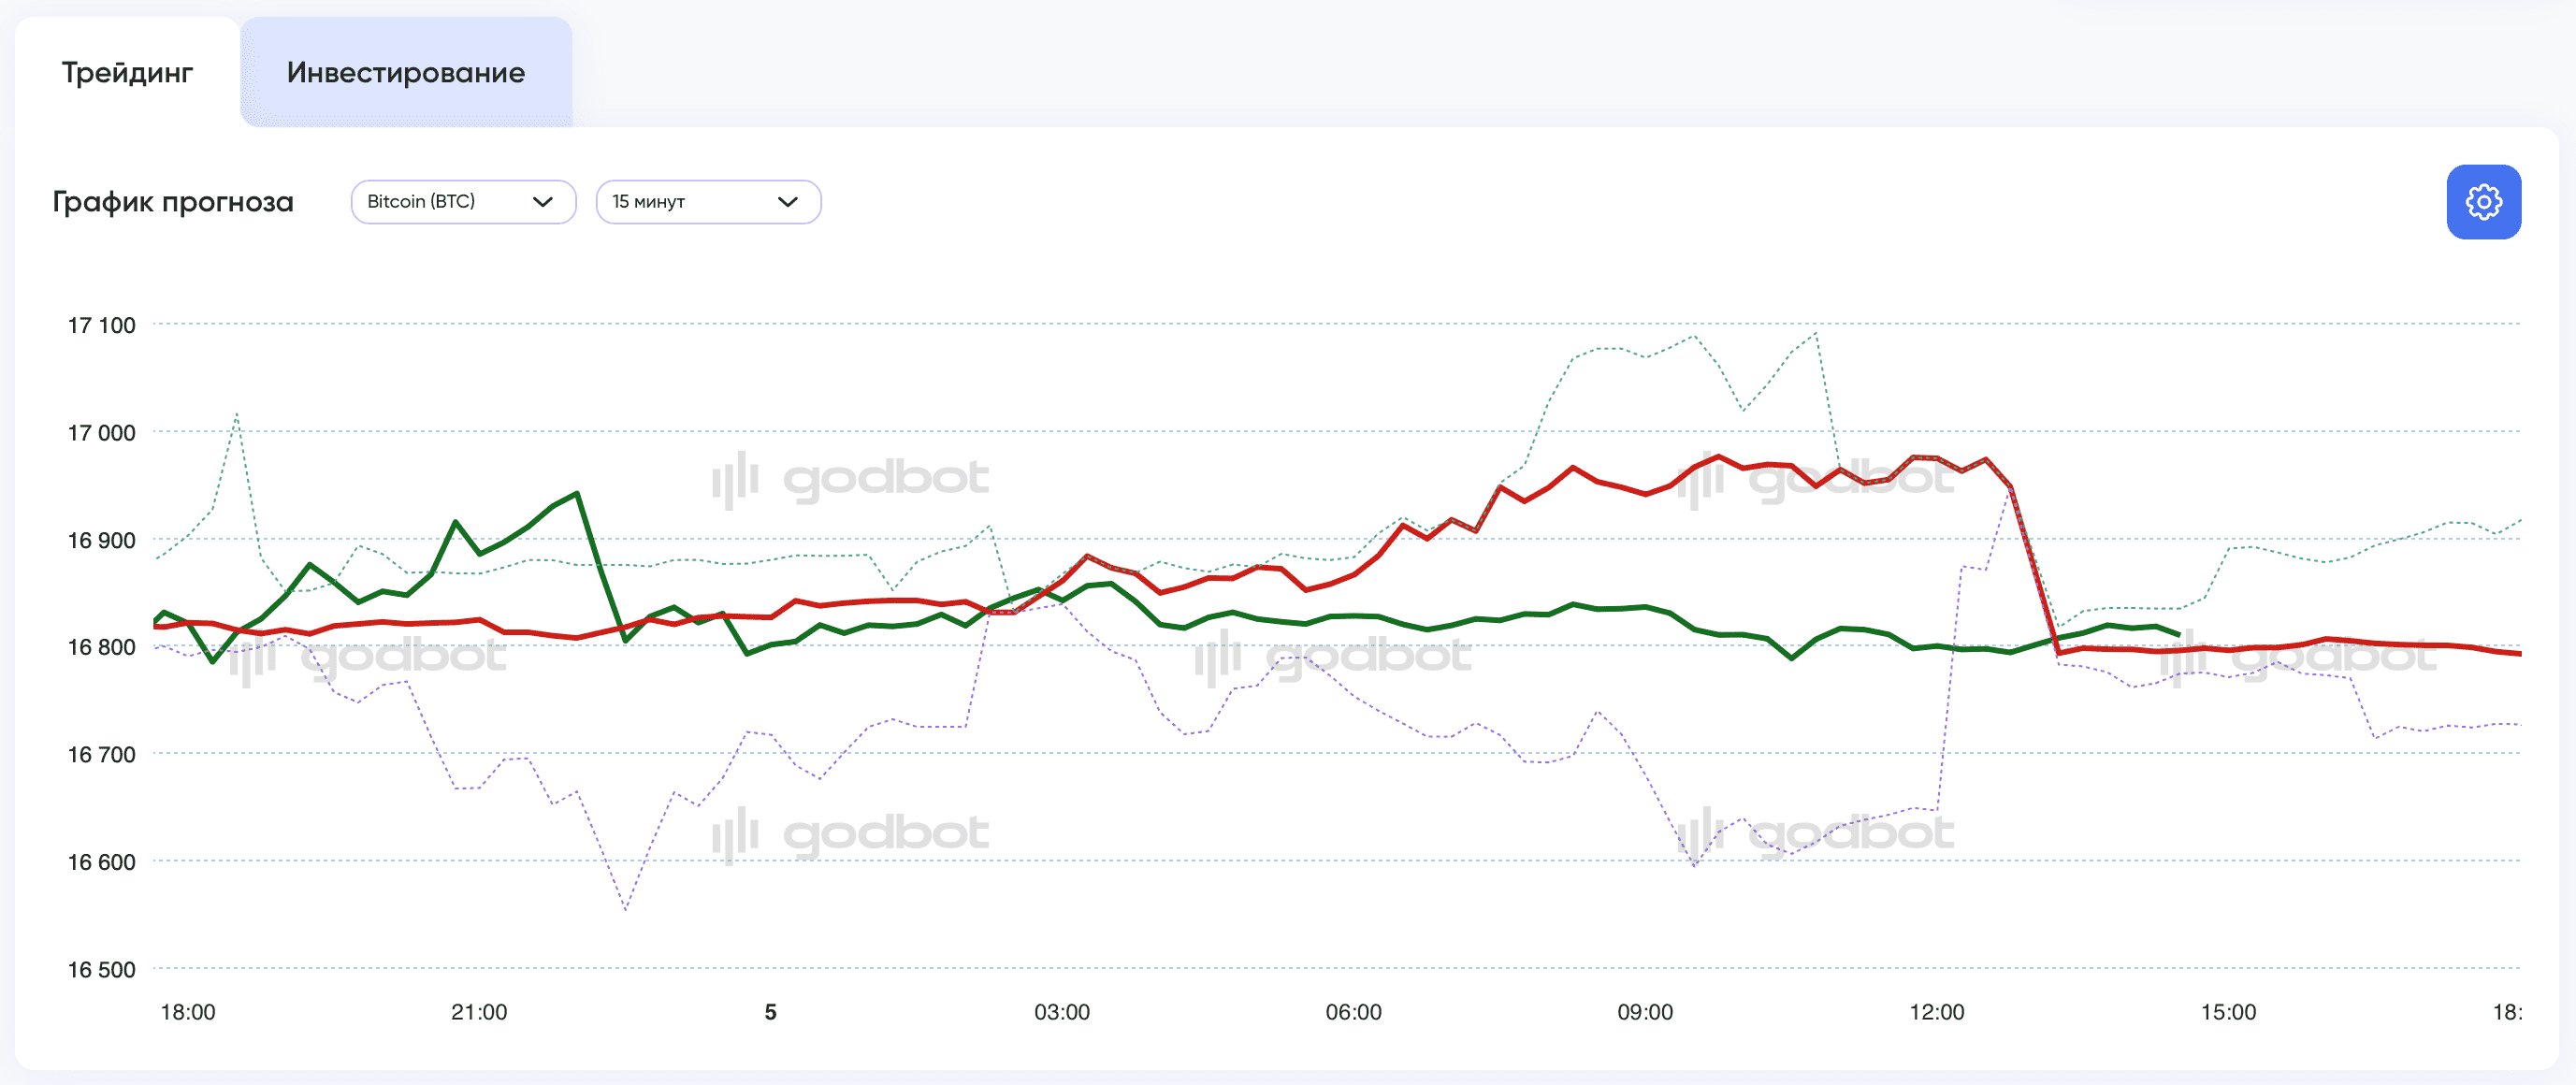 Трейдинг Инвестирование
График прогноза Bitcoin (BTC) 15 минут
17 100
17 000
godbot godbot
16 900
16 800
godbot godbot godbot
16 700
godbot godbot
16 600
16 500
18:00 21:00 5 03:00 06:00 09:00 12:00 15:00 18: